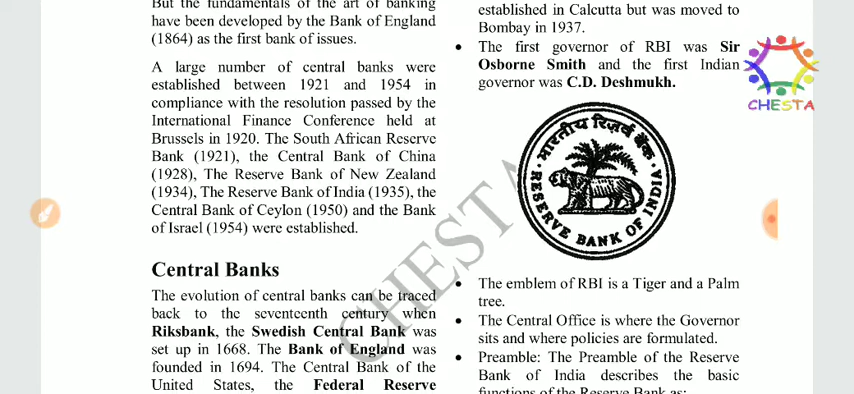 But the fundamentals of the art of banking
have been developed by the Bank of England
(1864) as the first bank of issues.
A large number of central banks were
established between 1921 and 1954 in
compliance with the resolution passed by the
International Finance Conference held at
Brussels in 1920. The South African Reserve
Bank (1921), the Central Bank of China
(1928), The Reserve Bank of New Zealand
(1934), The Reserve Bank of India (1935), the
Central Bank of Ceylon (1950) and the Bank
of Israel (1954) were established.
Central Banks
The evolution of central banks can be traced
back to the seventeenth century when
Riksbank, the Swedish Central Bank was
set up in 1668. The Bank of England was
founded in 1694. The Central Bank of the
United States, the Federal Reserve
established in Calcutta but was moved to
Bombay in 1937.
• The first governor of RBI was Sir
Osborne Smith and the first Indian
governor was C.D. Deshmukh.
भारतीय रिज़र्व बैंक
RESERVE BANK OF INDIA
• The emblem of RBI is a Tiger and a Palm
tree.
• The Central Office is where the Governor
sits and where policies are formulated.
• Preamble: The Preamble of the Reserve
Bank of India describes the basic
functions of the Reserve Bank as:
CHESTA
CHESTA